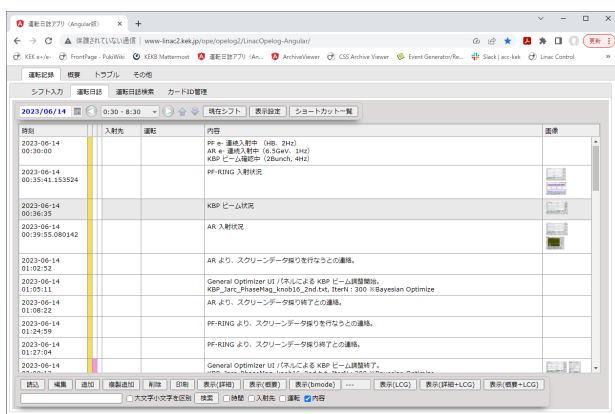 運転日誌アプリ (Angular版)
保護されていない通信 | www-linac2.kek.jp/ope/opelog2/LinacOpelog-Angular/
更新
KEK e+/e- FrontPage - PukiWiki KEKB Mattermost 運転日誌アプリ (An... ArchiveViewer CSS Archive Viewer Event Generator/Re... Slack | acc-kek Linac Control
運転記録 概要 トラブル その他
シフト入力 運転日誌 運転日誌検索 カードID管理
2023/06/14 0:30 - 8:30 現在シフト 表示設定 ショートカット一覧
時刻 入射先 運転 内容 画像
2023-06-14
00:30:00
PF e- 連続入射中 (HB, 2Hz)
AR e- 連続入射中 (6.5GeV, 1Hz)
KBP ビーム確認中 (2Bunch, 4Hz)
2023-06-14
00:35:41.153524
PF-RING 入射状況
2023-06-14
00:36:35
KBP ビーム状況
2023-06-14
00:39:55.080142
AR 入射状況
2023-06-14
01:02:52
AR より、スクリーンデータ採りを行なうとの連絡。
2023-06-14
01:05:11
General Optimizer UI パネルによる KBP ビーム調整開始。
KBP_Jarc_PhaseMag_knob16_2nd.txt, IterN : 300 ※Bayesian Optimize
2023-06-14
01:08:22
AR より、スクリーンデータ採り終了との連絡。
2023-06-14
01:24:59
PF-RING より、スクリーンデータ採りを行なうとの連絡。
2023-06-14
01:27:04
PF-RING より、スクリーンデータ採り終了の連絡。
2023-06-14
General Optimizer UI パネルによる KBP ビーム調整終了。
読込 編集 追加 複製追加 削除 印刷 表示(詳細) 表示(概要) 表示(bmode) --- 表示(LCG) 表示(詳細+LCG) 表示(概要+LCG)
大文字小文字を区別 検索 時間 入射先 運転 内容